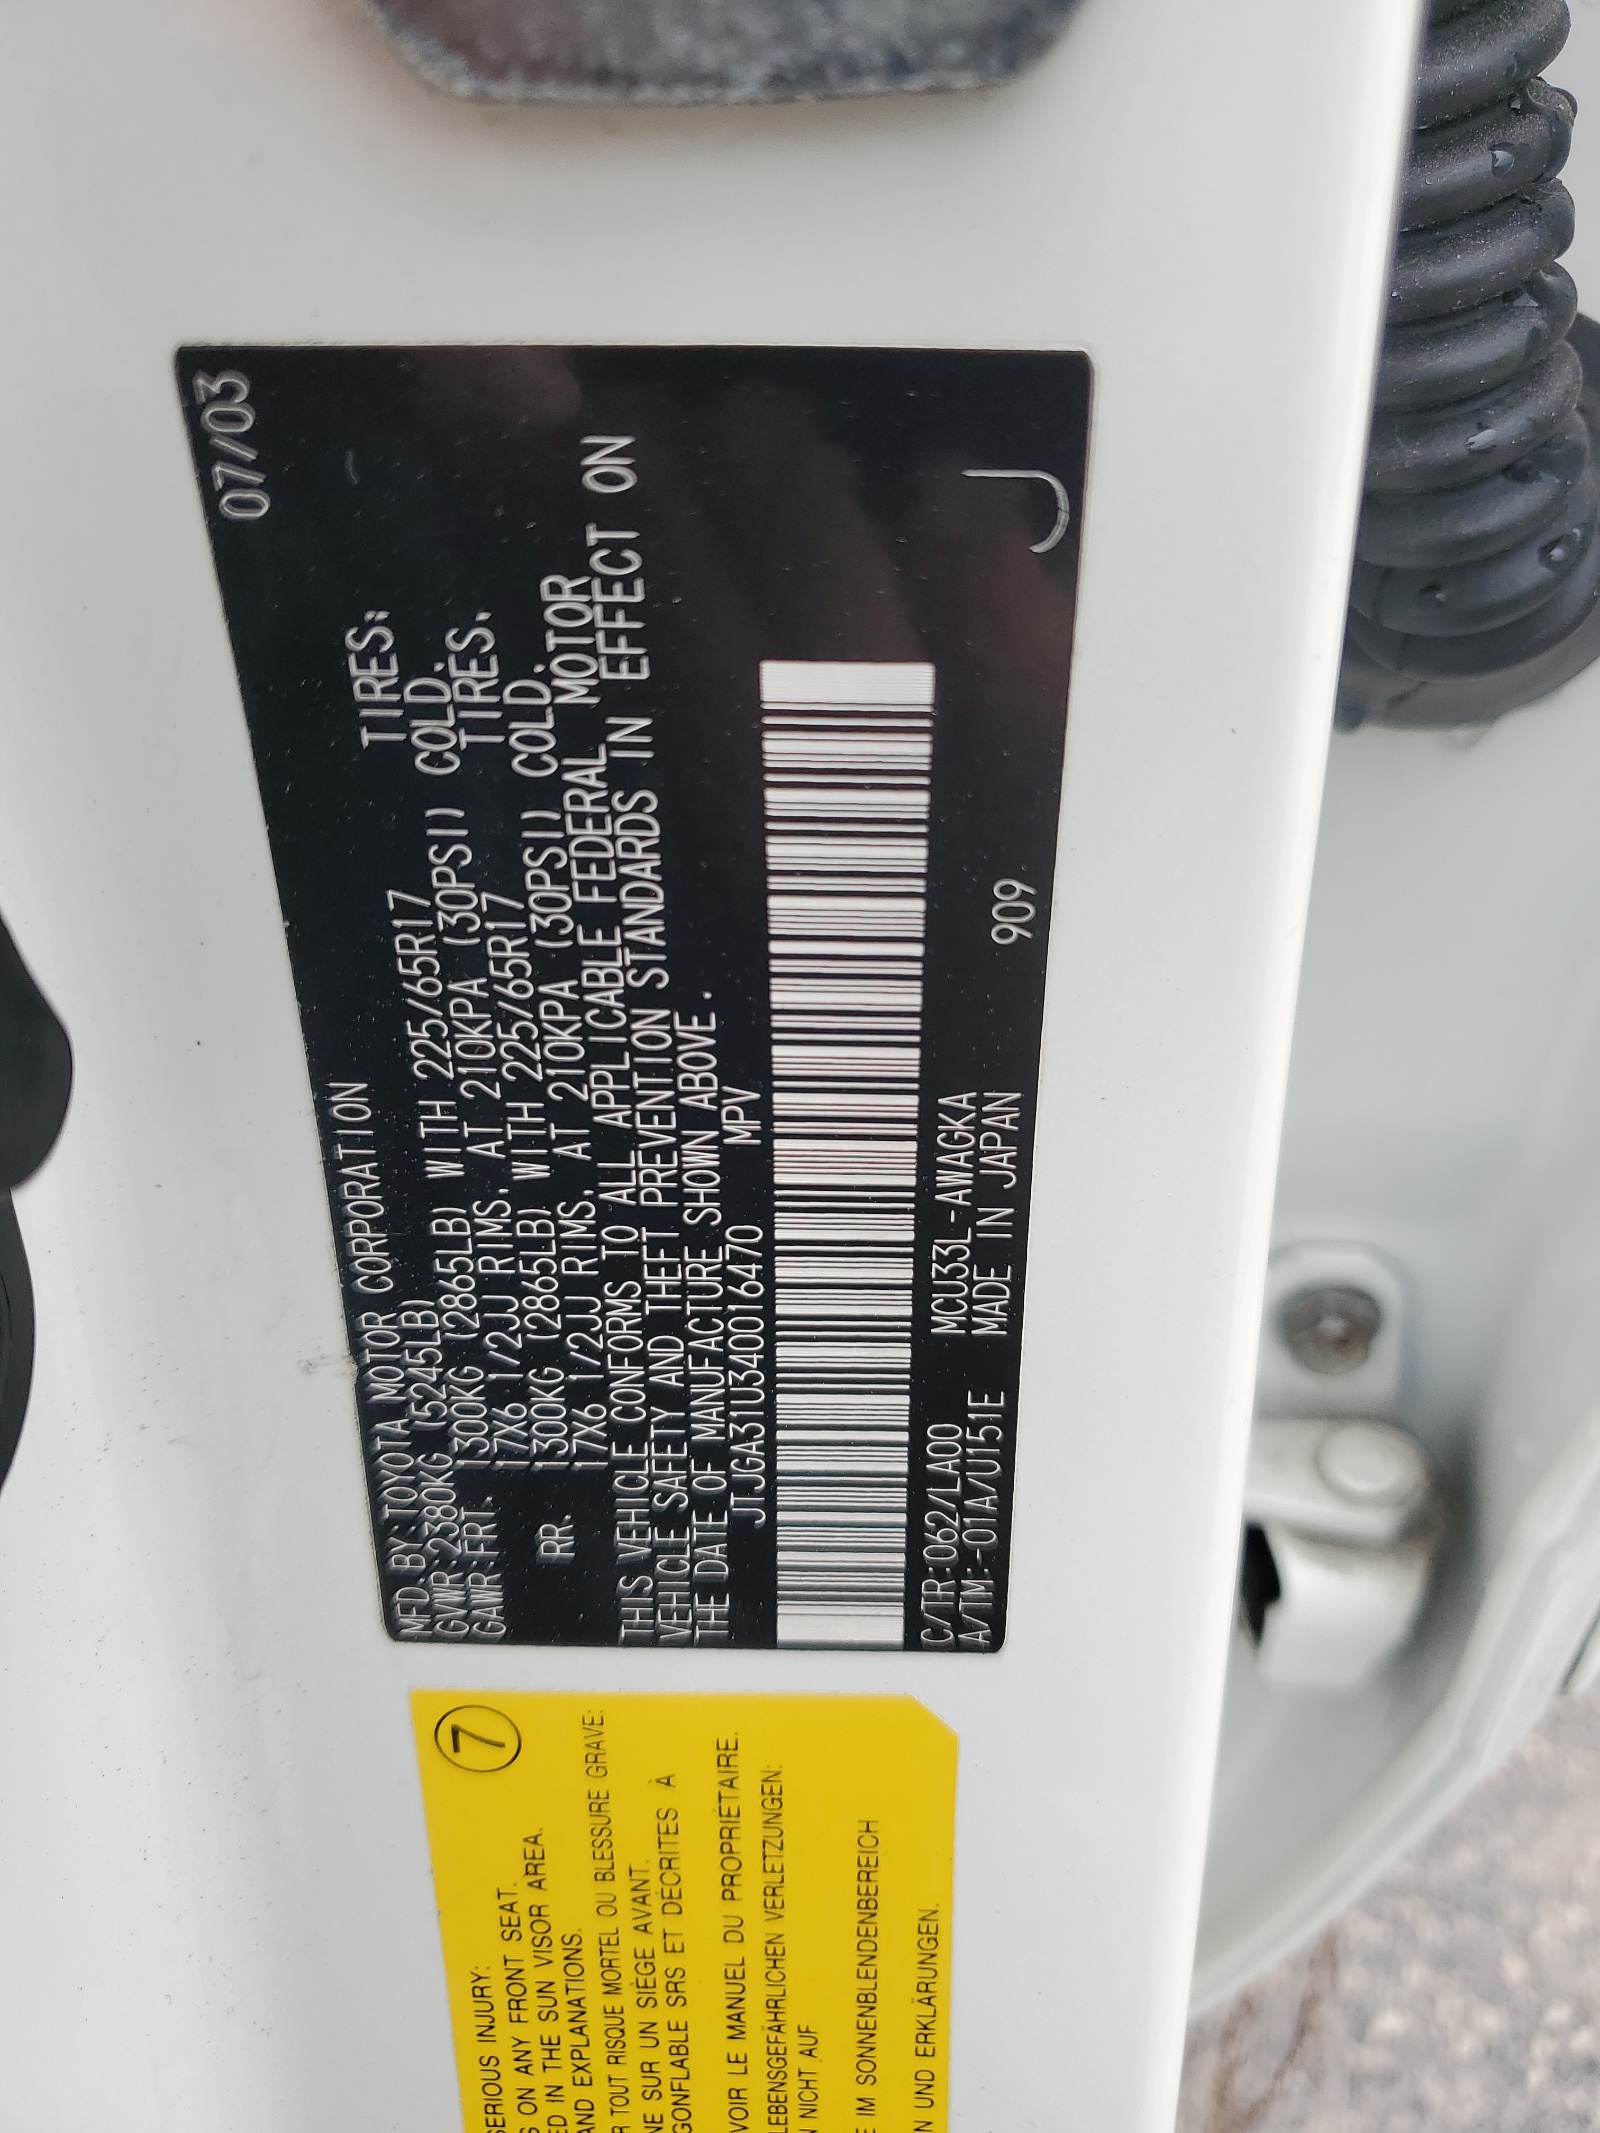 MFD.BY:TOYOTA MOTOR CORPORATION 07/03
GVWR:2380KG (5245LB)
GAWR:FRT. 1300KG (2865LB) WITH 225/65R17 TIRES:
17X6 1/2JJ RIMS. AT 210KPA (30PSI) COLD.
RR. 1300KG (2865LB) WITH 225/65R17 TIRES.
17X6 1/2JJ RIMS. AT 210KPA (30PSI) COLD.
THIS VEHICLE CONFORMS TO ALL APPLICABLE FEDERAL MOTOR
VEHICLE SAFETY AND THEFT PREVENTION STANDARDS IN EFFECT ON
THE DATE OF MANUFACTURE SHOWN ABOVE.
JTJGA31U340016470 MPV
C/TR:062/LA00 MCU33L-AWAGKA
A/TM:-01A/U151E MADE IN JAPAN 909
J
7
SERIOUS INJURY:
ON ANY FRONT SEAT.
IN THE SUN VISOR AREA.
AND EXPLANATIONS.
TOUT RISQUE MORTEL OU BLESSURE GRAVE:
SUR UN SIÈGE AVANT.
GONFLABLE SRS ET DÉCRITES À
VOIR LE MANUEL DU PROPRIÉTAIRE.
LEBENSGEFÄHRLICHEN VERLETZUNGEN:
NICHT AUF
IM SONNENBLENDENBEREICH
UND ERKLÄRUNGEN.